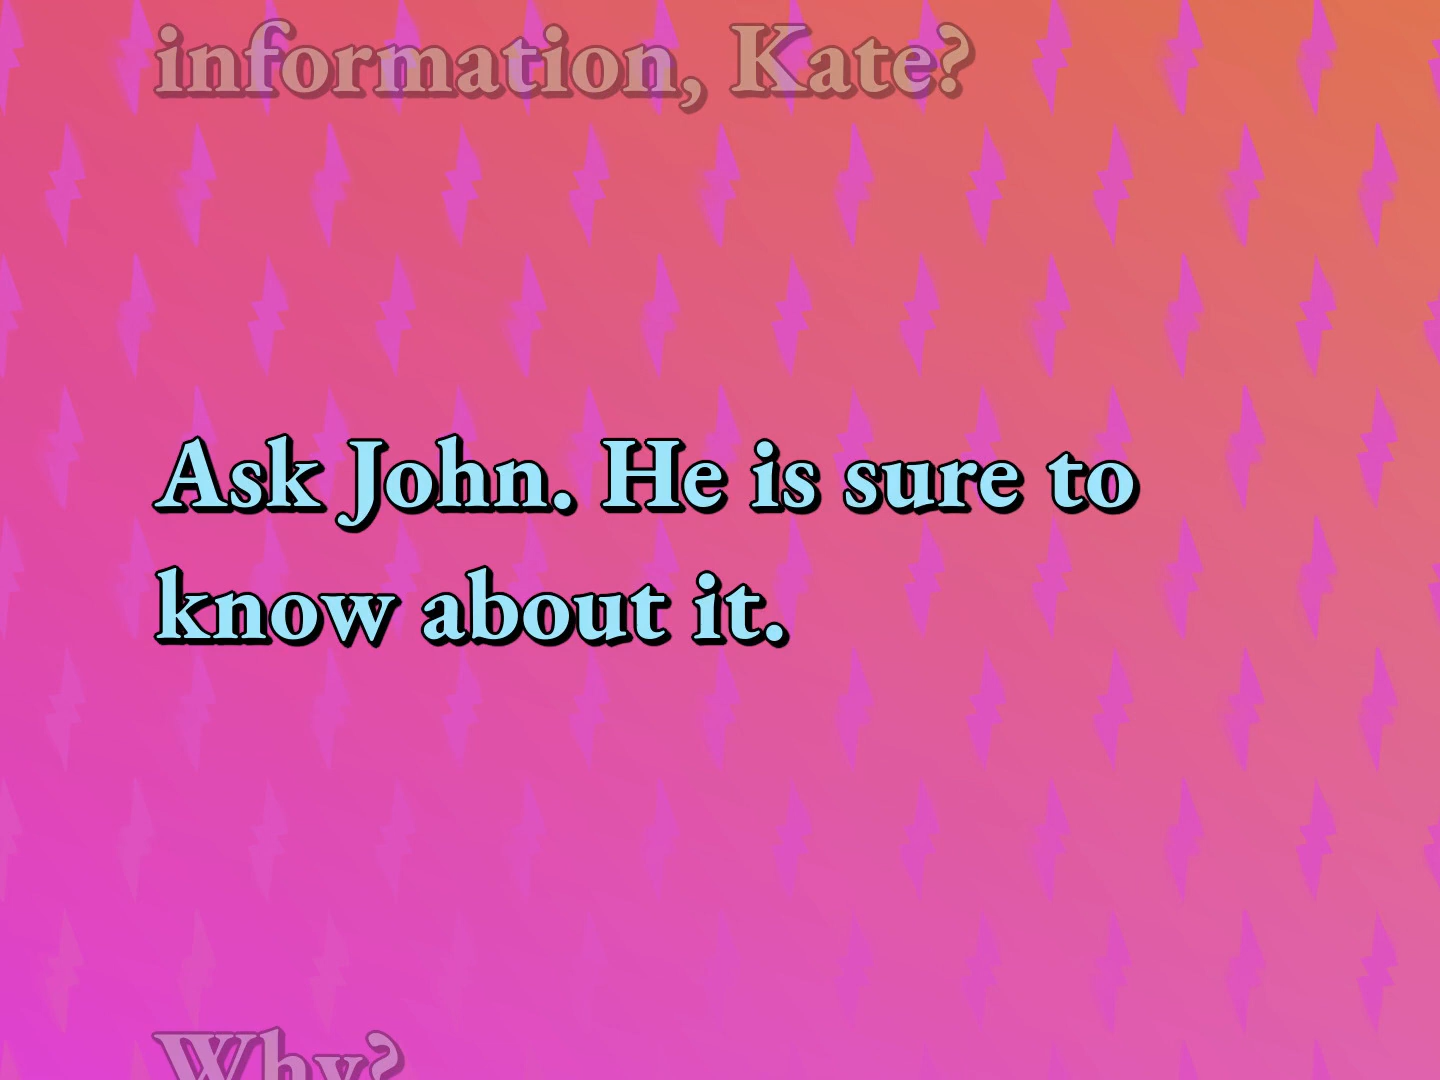 information, Kate?
Ask John. He is sure to
know about it.
Why?